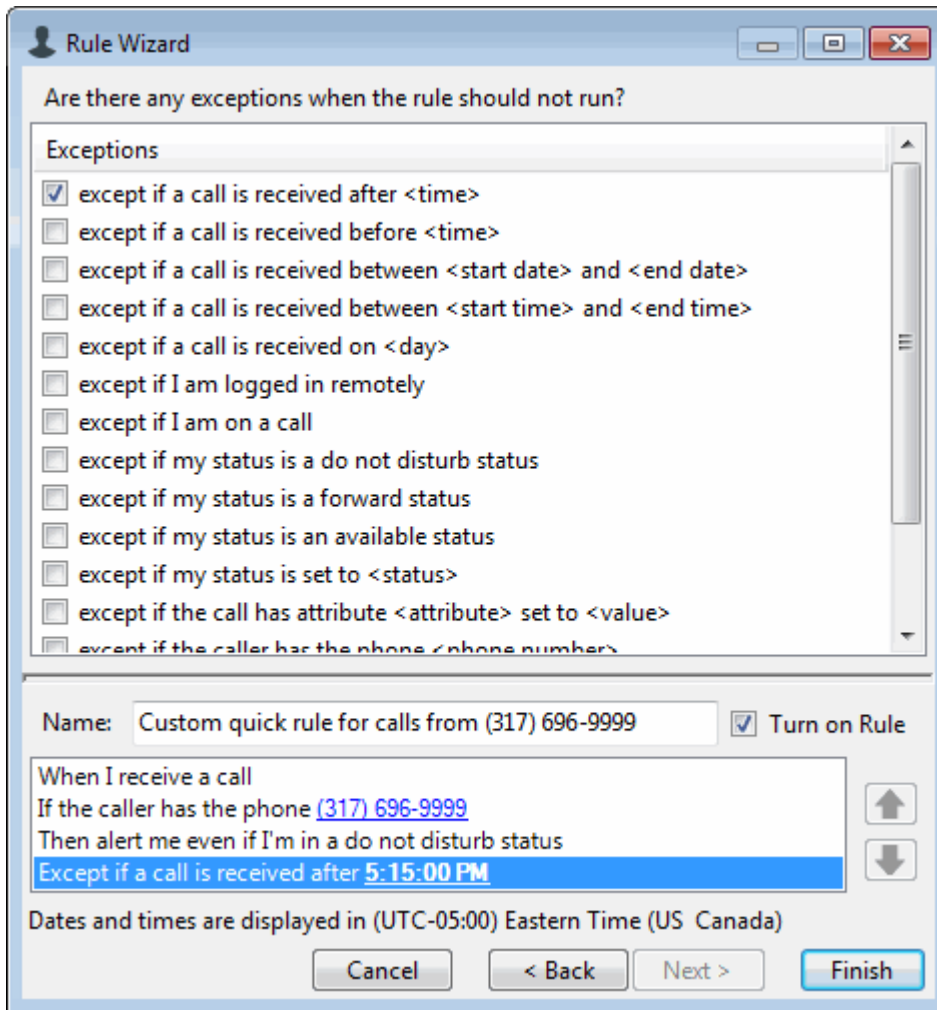 Rule Wizard
Are there any exceptions when the rule should not run?
Exceptions
except if a call is received after <time>
except if a call is received before <time>
except if a call is received between <start date> and <end date>
except if a call is received between <start time> and <end time>
except if a call is received on <day>
except if I am logged in remotely
except if I am on a call
except if my status is a do not disturb status
except if my status is a forward status
except if my status is an available status
except if my status is set to <status>
except if the call has attribute <attribute> set to <value>
except if the caller has the phone <phone number>
Name: Custom quick rule for calls from (317) 696-9999 Turn on Rule
When I receive a call
If the caller has the phone (317) 696-9999
Then alert me even if I'm in a do not disturb status
Except if a call is received after 5:15:00 PM
Dates and times are displayed in (UTC-05:00) Eastern Time (US  Canada)
Cancel < Back Next > Finish